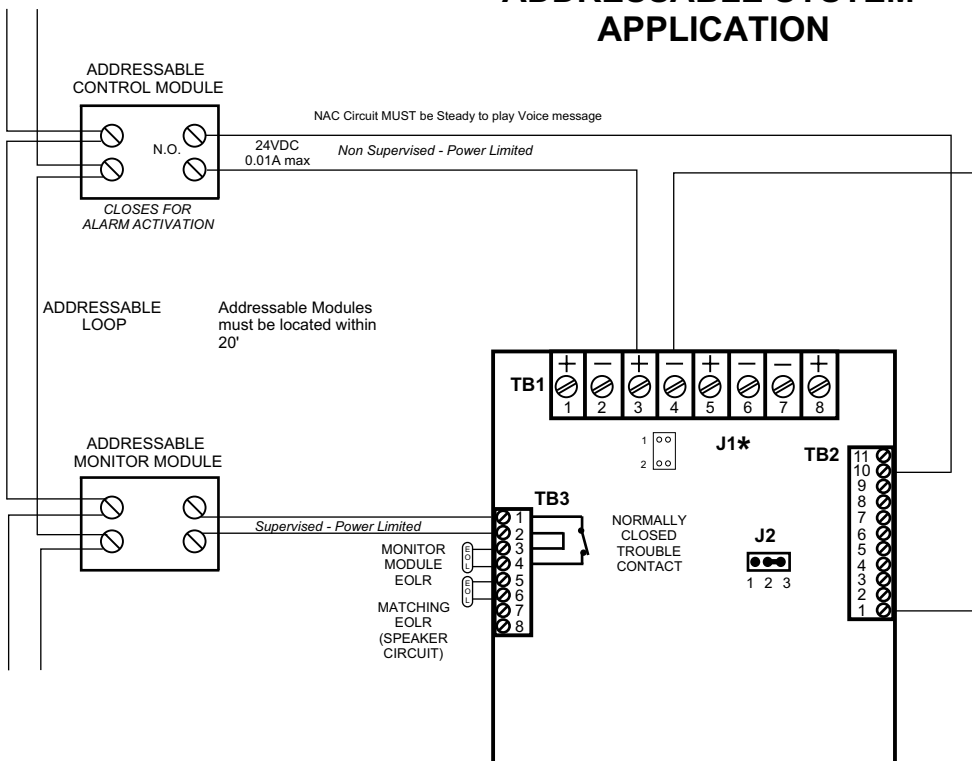 ADDRESSABLE SYSTEM
APPLICATION
ADDRESSABLE
CONTROL MODULE
NAC Circuit MUST be Steady to play Voice message
N.O.
24VDC
0.01A max
Non Supervised - Power Limited
CLOSES FOR
ALARM ACTIVATION
ADDRESSABLE
LOOP
Addressable Modules
must be located within
20'
TB1
+ − + − + − − +
1 2 3 4 5 6 7 8
1
2
J1*
TB2
11
10
9
8
7
6
5
4
3
2
1
ADDRESSABLE
MONITOR MODULE
Supervised - Power Limited
TB3
1
2
3
4
5
6
7
8
NORMALLY
CLOSED
TROUBLE
CONTACT
J2
1 2 3
MONITOR
MODULE
EOLR
EOL
MATCHING
EOLR
(SPEAKER
CIRCUIT)
EOL